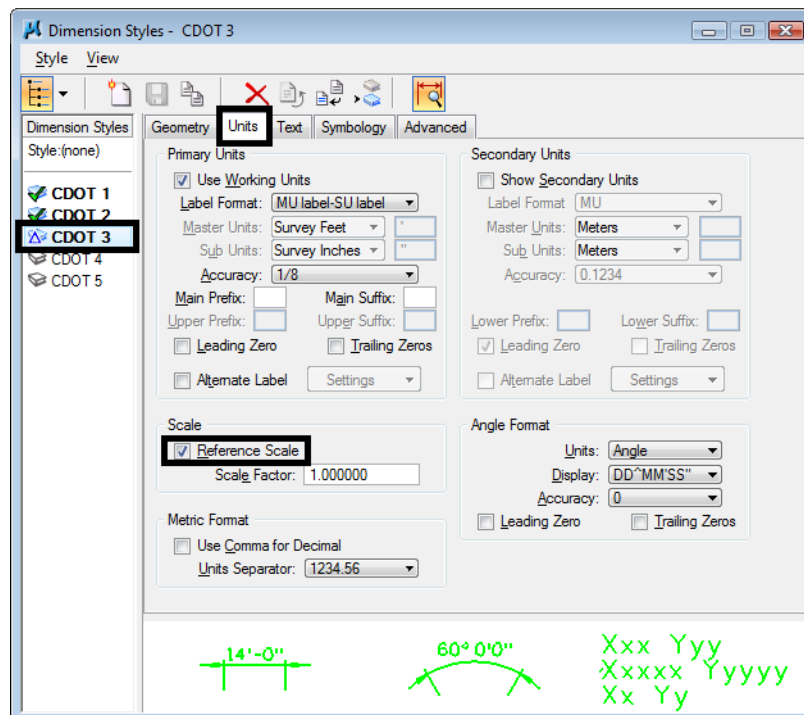 Dimension Styles - CDOT 3
Style View
Dimension Styles
Style:(none)
CDOT 1
CDOT 2
CDOT 3
CDOT 4
CDOT 5
Geometry Units Text Symbology Advanced
Primary Units
Use Working Units
Label Format: MU label-SU label
Master Units: Survey Feet '
Sub Units: Survey Inches "
Accuracy: 1/8
Main Prefix: Main Suffix:
Upper Prefix: Upper Suffix:
Leading Zero Trailing Zeros
Alternate Label Settings
Secondary Units
Show Secondary Units
Label Format MU
Master Units: Meters
Sub Units: Meters
Accuracy: 0.1234
Lower Prefix: Lower Suffix:
Leading Zero Trailing Zeros
Alternate Label Settings
Scale
Reference Scale
Scale Factor: 1.000000
Angle Format
Units: Angle
Display: DD^MM'SS"
Accuracy: 0
Leading Zero Trailing Zeros
Metric Format
Use Comma for Decimal
Units Separator: 1234.56
14'-0"
60° 0'0"
Xxx Yyy
Xxxxx Yyyyy
Xx Yy